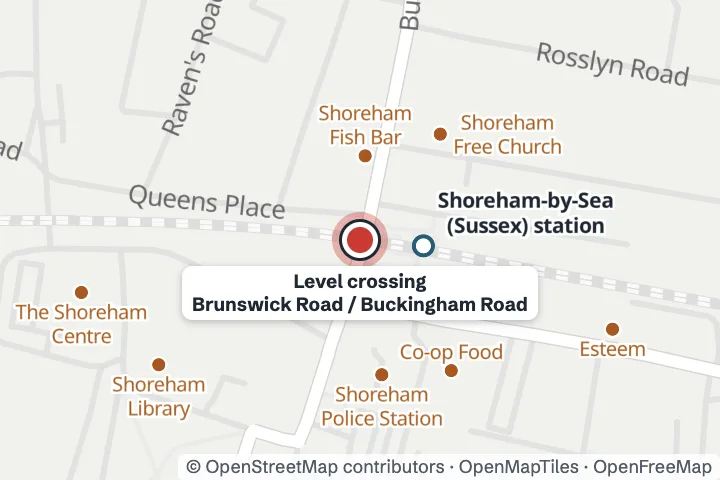 Raven's Road
Bu
Rosslyn Road
Shoreham
Fish Bar
Shoreham
Free Church
ad
Queens Place
Shoreham-by-Sea
(Sussex) station
Level crossing
Brunswick Road / Buckingham Road
The Shoreham
Centre
Co-op Food
Esteem
Shoreham
Library
Shoreham
Police Station
© OpenStreetMap contributors · OpenMapTiles · OpenFreeMap